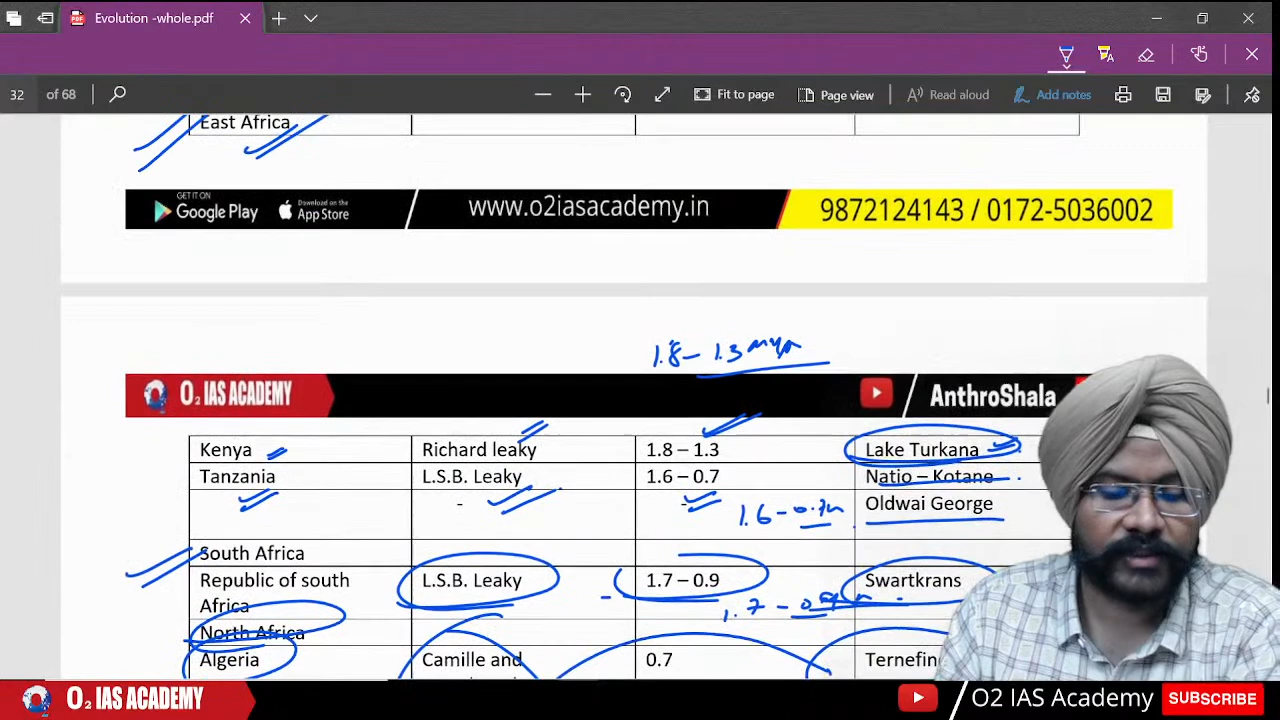 Evolution -whole.pdf
32 of 68
Fit to page
Page view
Read aloud
Add notes
East Africa
GET IT ON
Google Play
Download on the
App Store
www.o2iasacademy.in
9872124143 / 0172-5036002
1.8 - 1.3 mya
O2 IAS ACADEMY
AnthroShala
Kenya Richard leaky 1.8 – 1.3 Lake Turkana
Tanzania L.S.B. Leaky 1.6 – 0.7 Natio – Kotane
- - 1.6 - Oldwai George
South Africa
Republic of south L.S.B. Leaky 1.7 – 0.9 Swartkrans
Africa 1.7 -
North Africa
Algeria Camille and 0.7 Ternefin
O2 IAS ACADEMY
O2 IAS Academy
SUBSCRIBE